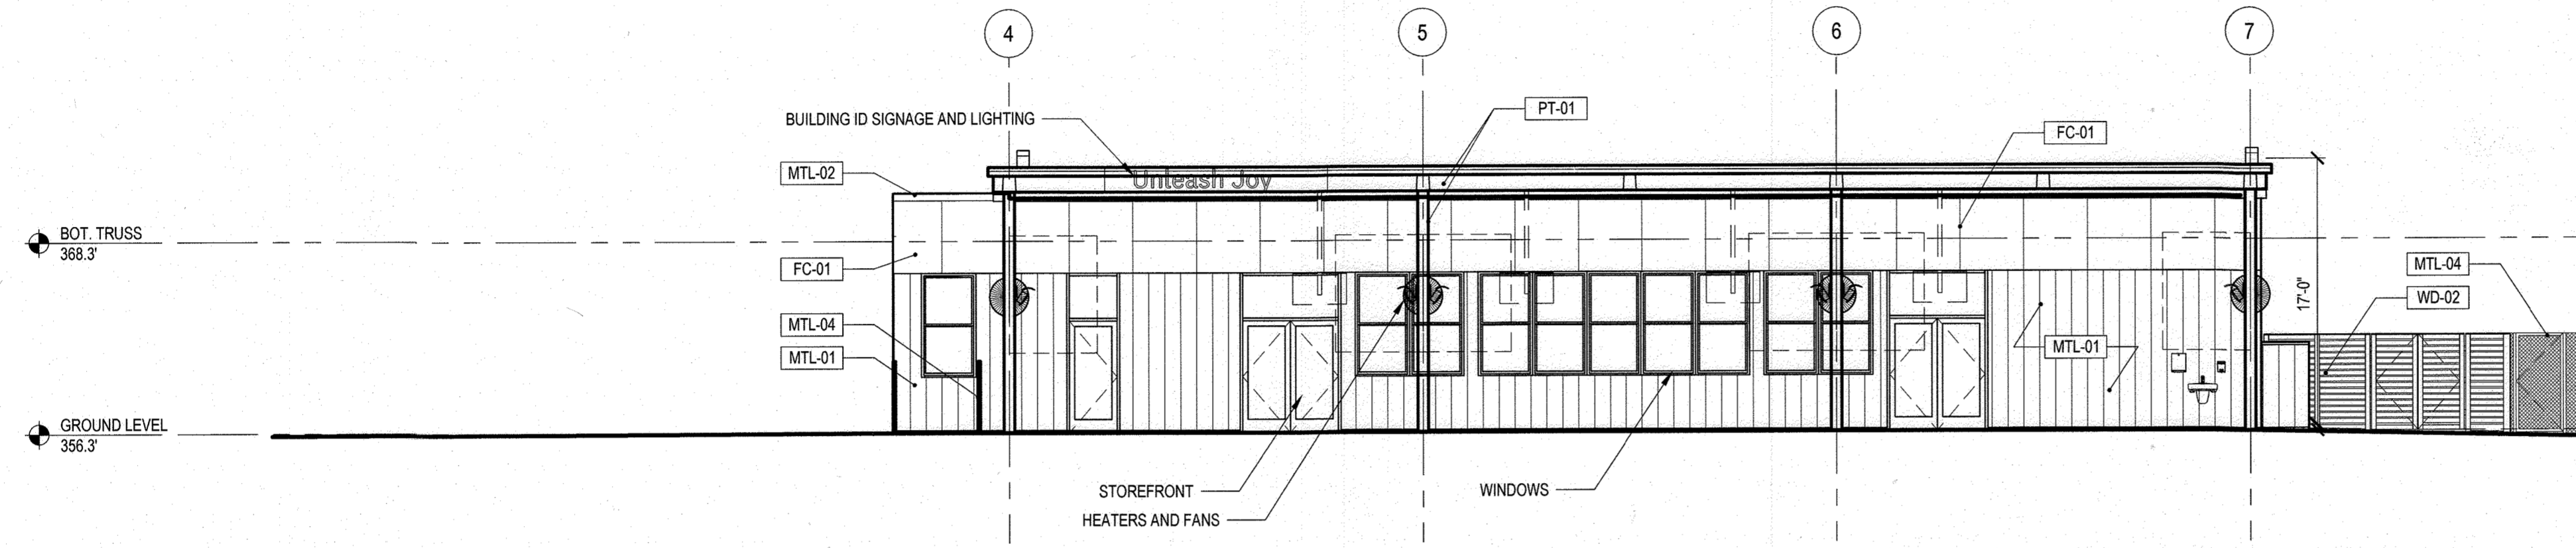 4
5
6
7
PT-01
BUILDING ID SIGNAGE AND LIGHTING
FC-01
MTL-02
Unleash Joy
BOT. TRUSS
368.3'
FC-01
MTL-04
WD-02
17'-0"
MTL-04
MTL-01
MTL-01
GROUND LEVEL
356.3'
STOREFRONT
WINDOWS
HEATERS AND FANS